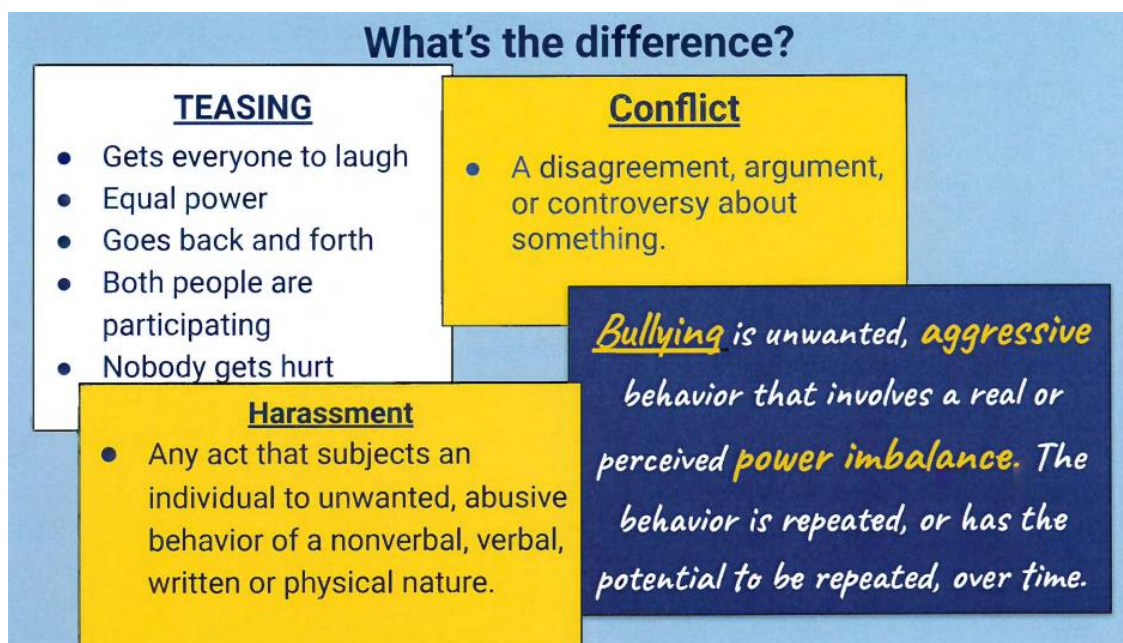 What's the difference?
TEASING
• Gets everyone to laugh
• Equal power
• Goes back and forth
• Both people are
participating
• Nobody gets hurt
Conflict
• A disagreement, argument,
or controversy about
something.
Harassment
• Any act that subjects an
individual to unwanted, abusive
behavior of a nonverbal, verbal,
written or physical nature.
Bullying is unwanted, aggressive
behavior that involves a real or
perceived power imbalance. The
behavior is repeated, or has the
potential to be repeated, over time.